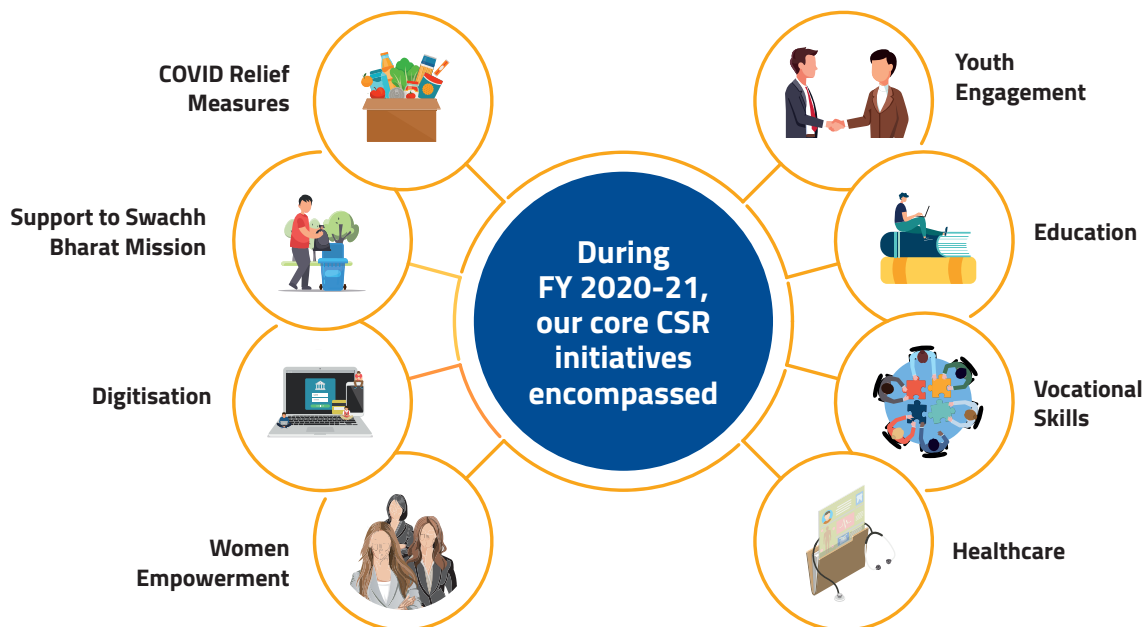 COVID Relief
Measures
Support to Swachh
Bharat Mission
Digitisation
Women
Empowerment
During
FY 2020-21,
our core CSR
initiatives
encompassed
Youth
Engagement
Education
Vocational
Skills
Healthcare